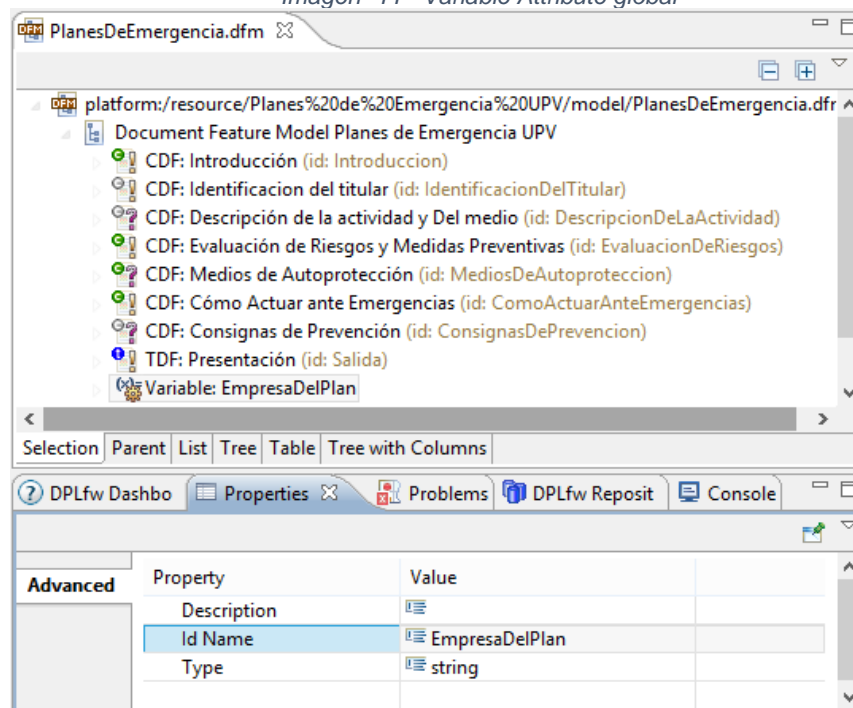 PlanesDeEmergencia.dfm
platform:/resource/Planes%20de%20Emergencia%20UPV/model/PlanesDeEmergencia.dfr
Document Feature Model Planes de Emergencia UPV
CDF: Introducción (id: Introduccion)
CDF: Identificacion del titular (id: IdentificacionDelTitular)
CDF: Descripción de la actividad y Del medio (id: DescripcionDeLaActividad)
CDF: Evaluación de Riesgos y Medidas Preventivas (id: EvaluacionDeRiesgos)
CDF: Medios de Autoprotección (id: MediosDeAutoproteccion)
CDF: Cómo Actuar ante Emergencias (id: ComoActuarAnteEmergencias)
CDF: Consignas de Prevención (id: ConsignasDePrevencion)
TDF: Presentación (id: Salida)
Variable: EmpresaDelPlan
Selection Parent List Tree Table Tree with Columns
DPLfw Dashbo Properties Problems DPLfw Reposit Console
Advanced
Property Value
Description
Id Name EmpresaDelPlan
Type string